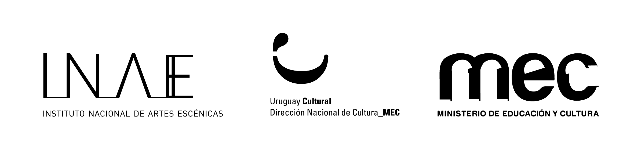 INAE
INSTITUTO NACIONAL DE ARTES ESCÉNICAS
Uruguay Cultural
Dirección Nacional de Cultura_MEC
mec
MINISTERIO DE EDUCACIÓN Y CULTURA